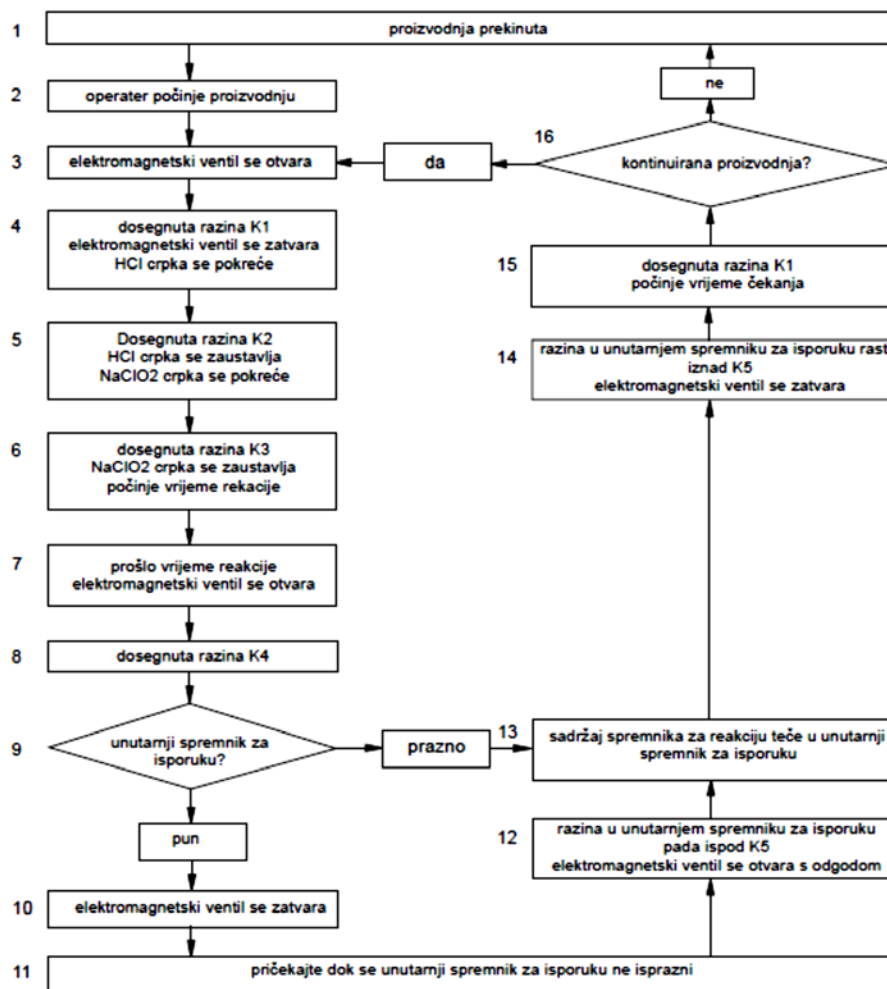 1
proizvodnja prekinuta
2
operater počinje proizvodnju
3
elektromagnetski ventil se otvara
4
dosegnuta razina K1
elektromagnetski ventil se zatvara
HCl crpka se pokreće
5
Dosegnuta razina K2
HCl crpka se zaustavlja
NaClO2 crpka se pokreće
6
dosegnuta razina K3
NaClO2 crpka se zaustavlja
počinje vrijeme rekacije
7
prošlo vrijeme reakcije
elektromagnetski ventil se otvara
8
dosegnuta razina K4
9
unutarnji spremnik za
isporuku?
prazno
pun
10
elektromagnetski ventil se zatvara
11
pričekajte dok se unutarnji spremnik za isporuku ne isprazni
12
razina u unutarnjem spremniku za isporuku
pada ispod K5
elektromagnetski ventil se otvara s odgodom
13
sadržaj spremnika za reakciju teče u unutarnji
spremnik za isporuku
14
razina u unutarnjem spremniku za isporuku rast
iznad K5
elektromagnetski ventil se zatvara
15
dosegnuta razina K1
počinje vrijeme čekanja
16
kontinuirana proizvodnja?
da
ne